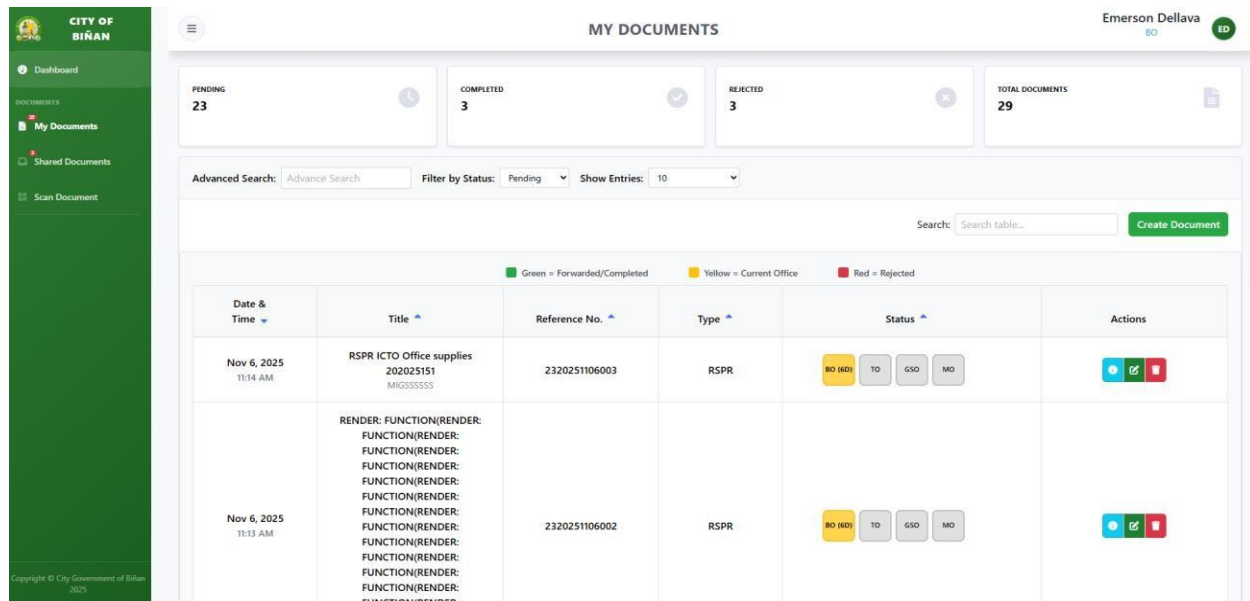 CITY OF
BIÑAN
MY DOCUMENTS
Emerson Dellava
BO
ED
Dashboard
DOCUMENTS
My Documents
Shared Documents
Scan Document
PENDING
23
COMPLETED
3
REJECTED
3
TOTAL DOCUMENTS
29
Advanced Search: Advance Search Filter by Status: Pending Show Entries: 10
Search: Search table... Create Document
Green = Forwarded/Completed Yellow = Current Office Red = Rejected
Date &
Time Title Reference No. Type Status Actions
Nov 6, 2025
11:14 AM
RSPR ICTO Office supplies
202025151
MIGSSSSSS
2320251106003
RSPR
BO (6D) TO GSO MO
Nov 6, 2025
11:13 AM
RENDER: FUNCTION(RENDER:
FUNCTION(RENDER:
FUNCTION(RENDER:
FUNCTION(RENDER:
FUNCTION(RENDER:
FUNCTION(RENDER:
FUNCTION(RENDER:
FUNCTION(RENDER:
FUNCTION(RENDER:
FUNCTION(RENDER:
FUNCTION(RENDER:
FUNCTION(RENDER:
FUNCTION(RENDER:
2320251106002
RSPR
BO (6D) TO GSO MO
Copyright © City Government of Biñan
2025